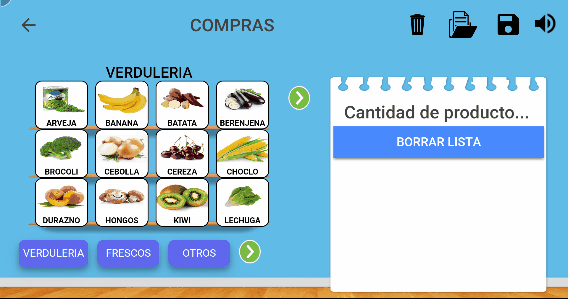 COMPRAS
VERDULERIA
ARVEJA BANANA BATATA BERENJENA
BROCOLI CEBOLLA CEREZA CHOCLO
DURAZNO HONGOS KIWI LECHUGA
VERDULERIA FRESCOS OTROS
Cantidad de producto...
BORRAR LISTA